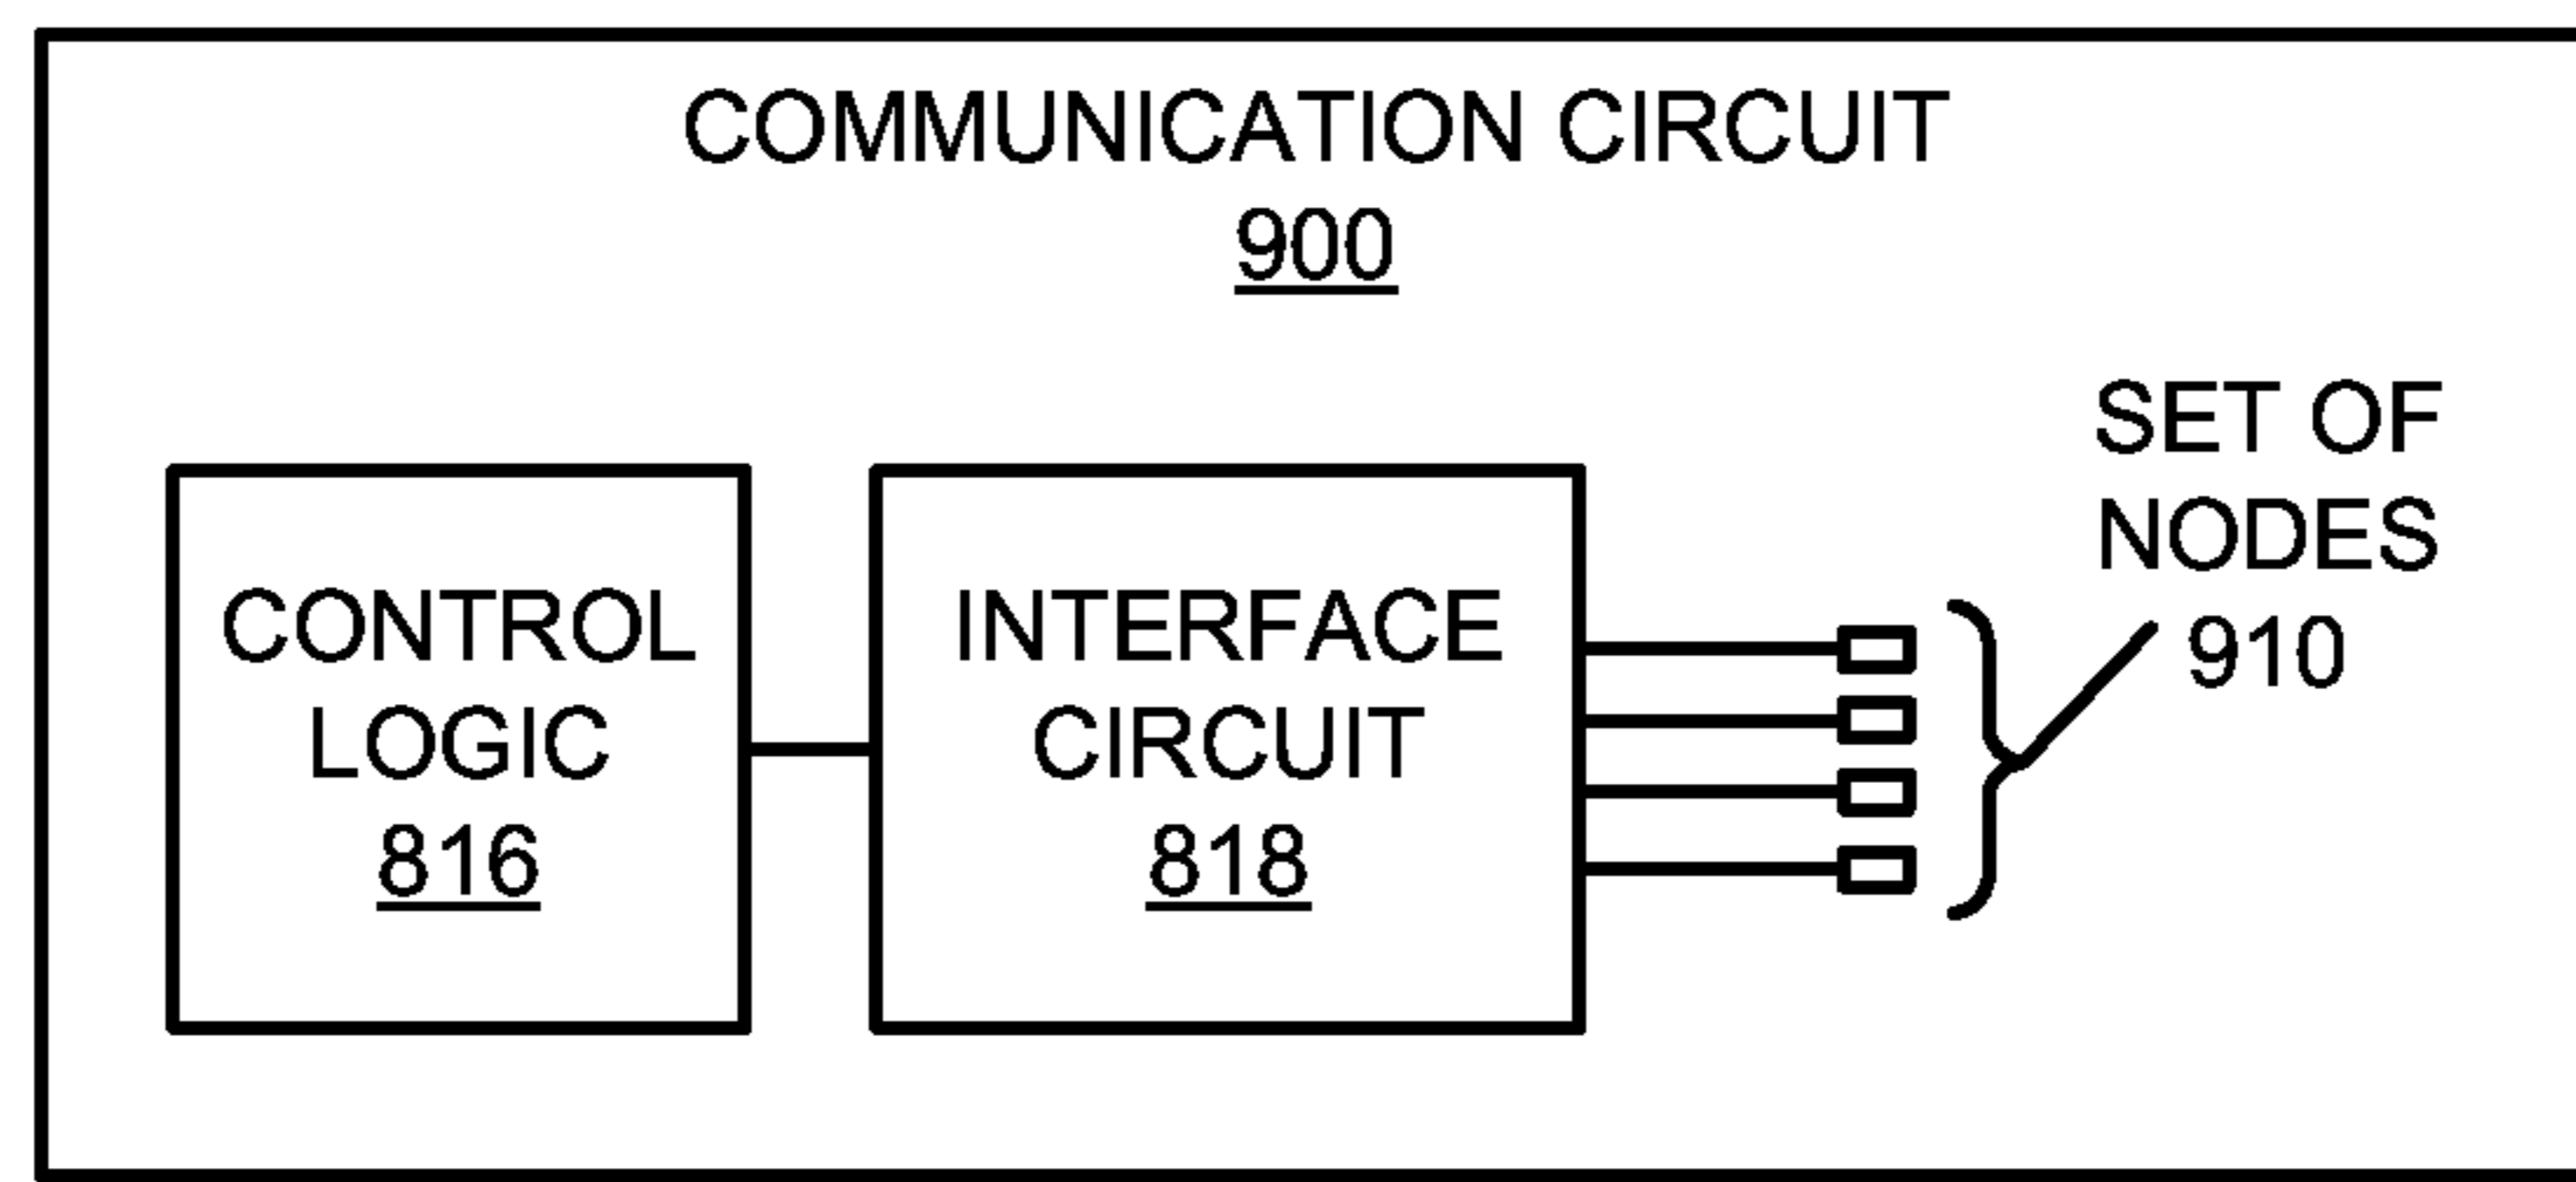 COMMUNICATION CIRCUIT
900
SET OF
NODES
910
CONTROL
LOGIC
816
INTERFACE
CIRCUIT
818